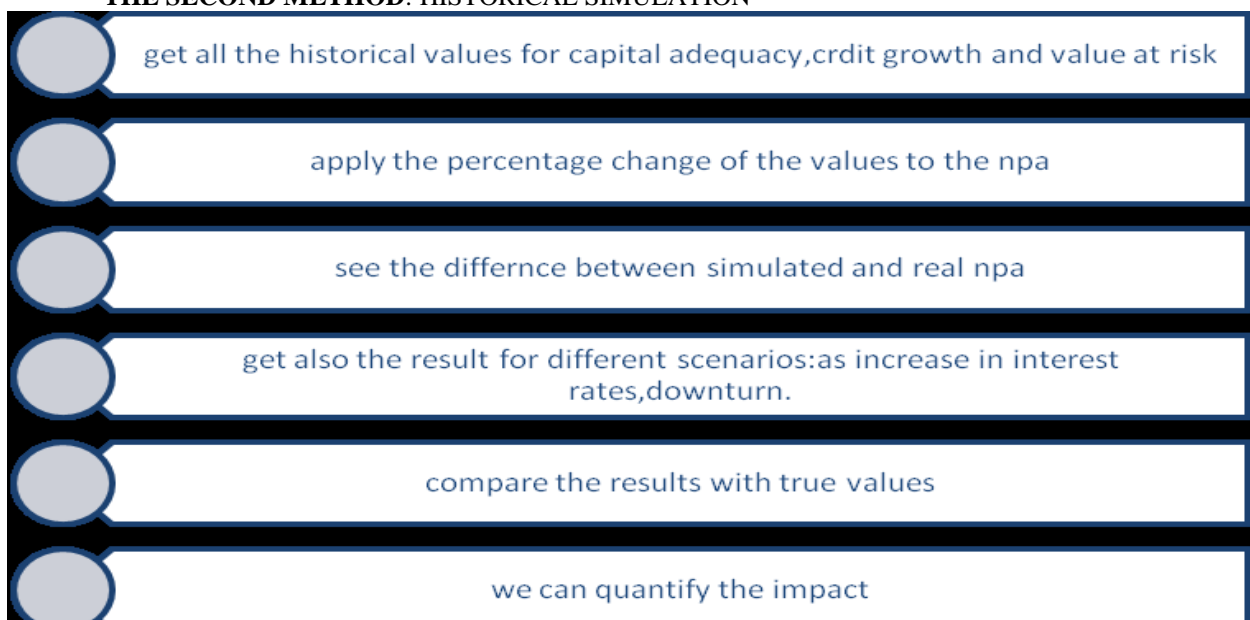 THE SECOND METHOD: HISTORICAL SIMULATION
get all the historical values for capital adequacy,crdit growth and value at risk
apply the percentage change of the values to the npa
see the differnce between simulated and real npa
get also the result for different scenarios:as increase in interest
rates,downturn.
compare the results with true values
we can quantify the impact